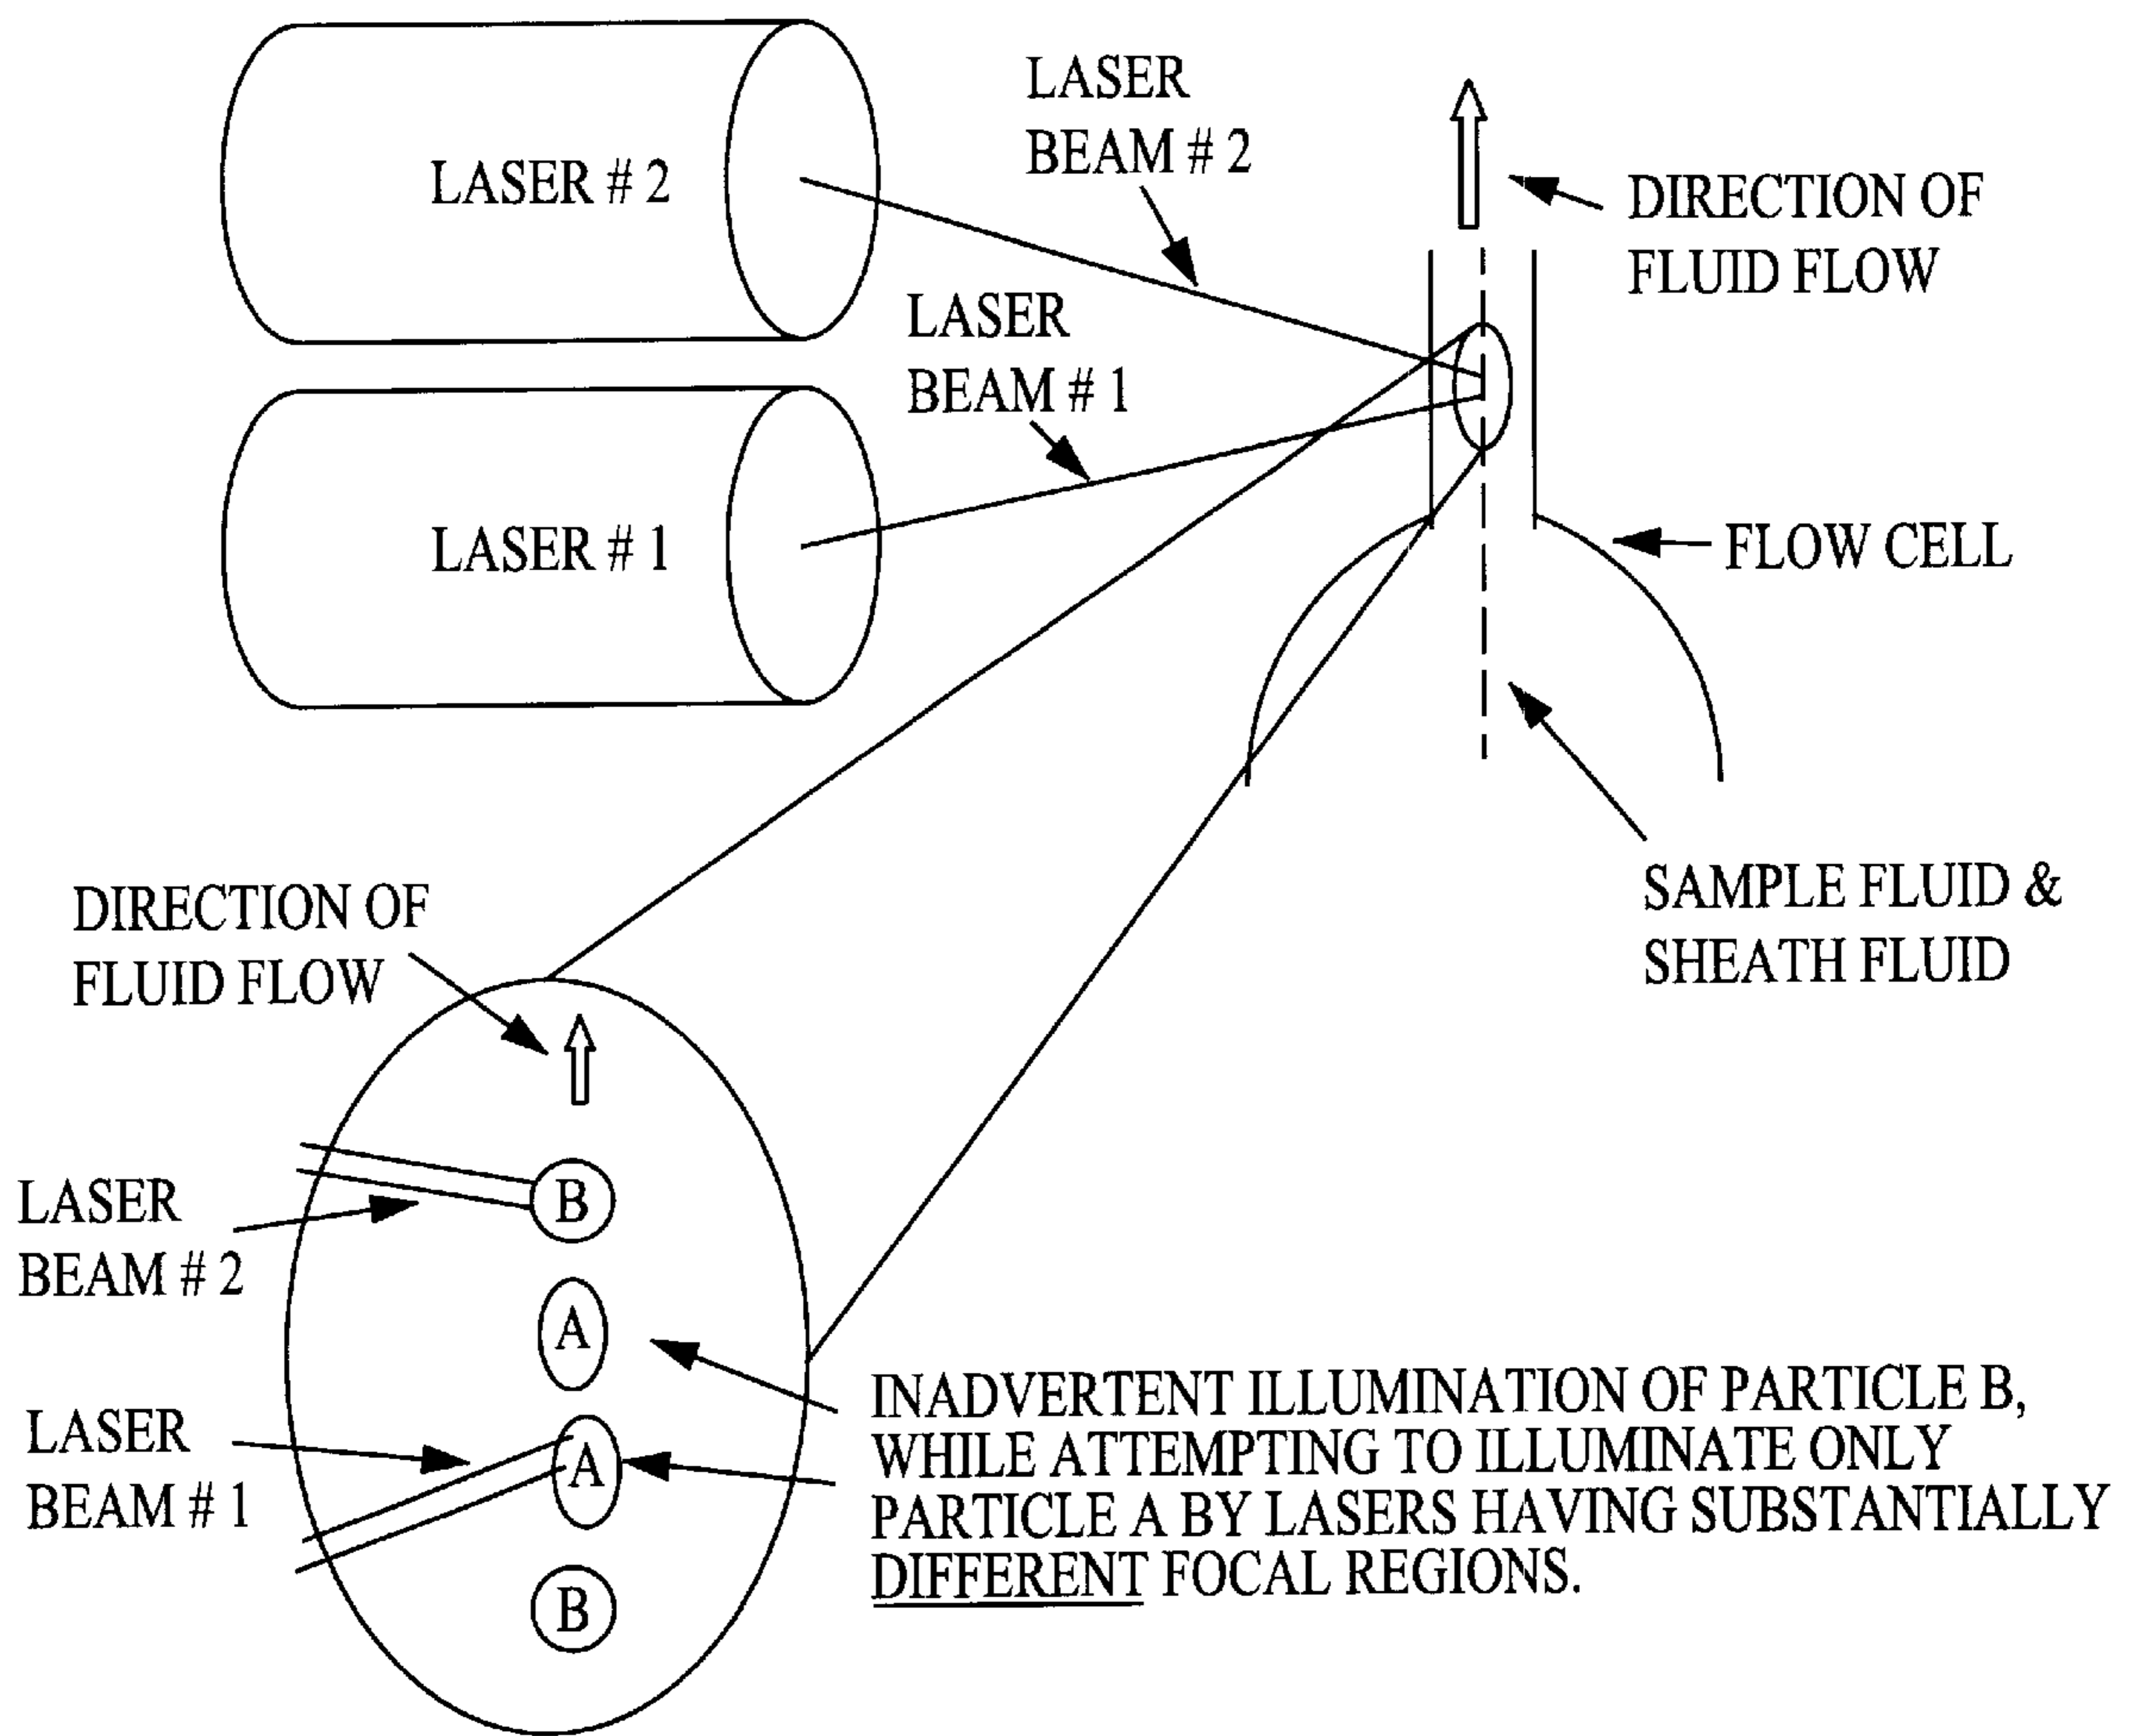 LASER
BEAM # 2
LASER # 2
DIRECTION OF
FLUID FLOW
LASER
BEAM # 1
LASER # 1
FLOW CELL
SAMPLE FLUID &
SHEATH FLUID
DIRECTION OF
FLUID FLOW
LASER
BEAM # 2
B
A
LASER
BEAM # 1
A
B
INADVERTENT ILLUMINATION OF PARTICLE B,
WHILE ATTEMPTING TO ILLUMINATE ONLY
PARTICLE A BY LASERS HAVING SUBSTANTIALLY
DIFFERENT FOCAL REGIONS.